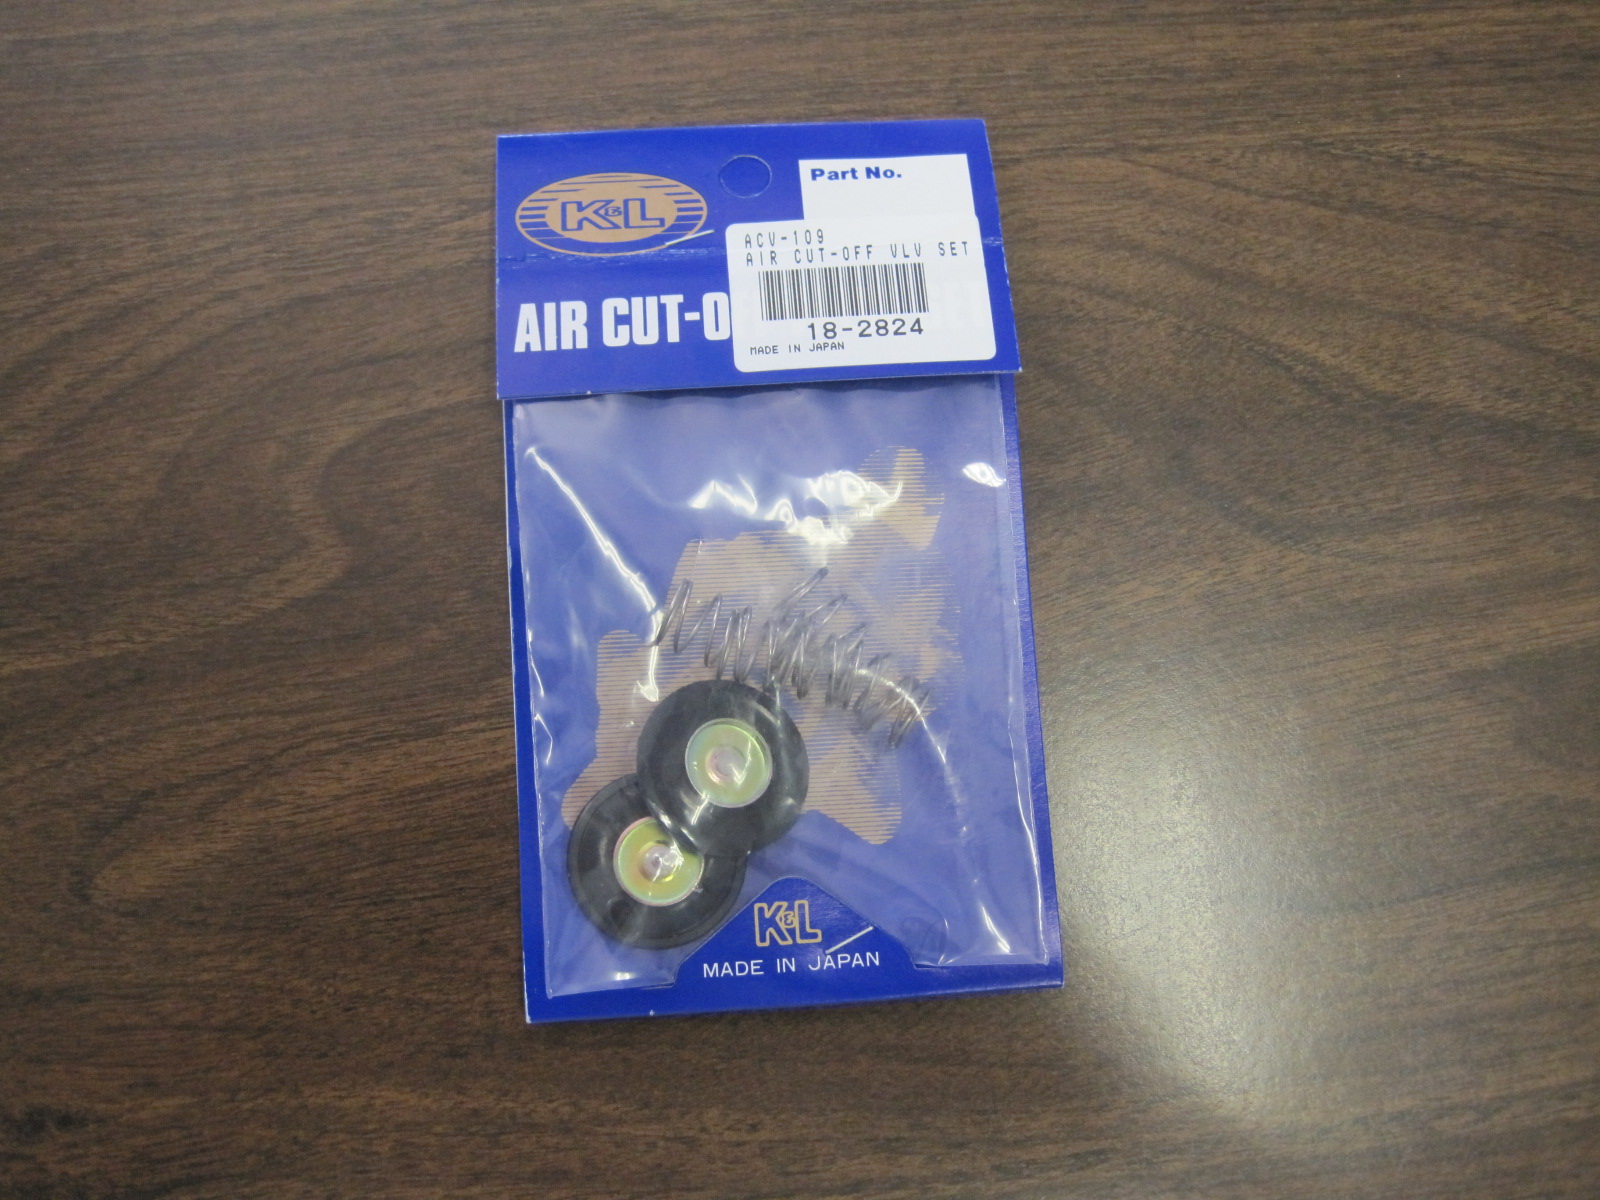 K&L
Part No.
ACV-109
AIR CUT-OFF VLV SET
AIR CUT-O
18-2824
MADE IN JAPAN
K&L
MADE IN JAPAN